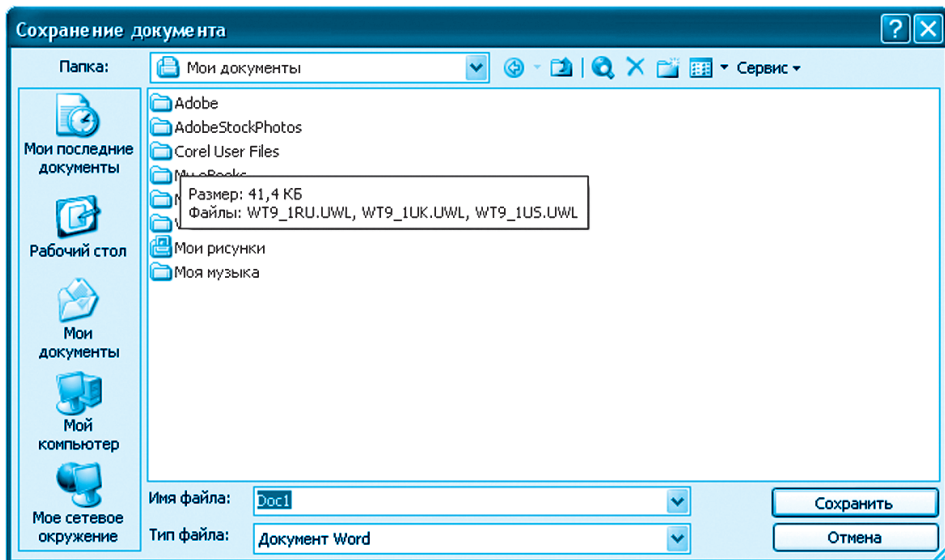 Сохранение документа
Папка:
Мои документы
Сервис
Мои последние
документы
Рабочий стол
Мои
документы
Мой
компьютер
Мое сетевое
окружение
Adobe
AdobeStockPhotos
Corel User Files
My eBooks
Размер: 41,4 КБ
Файлы: WT9_1RU.UWL, WT9_1UK.UWL, WT9_1US.UWL
Мои рисунки
Моя музыка
Имя файла:
Doc1
Сохранить
Тип файла:
Документ Word
Отмена